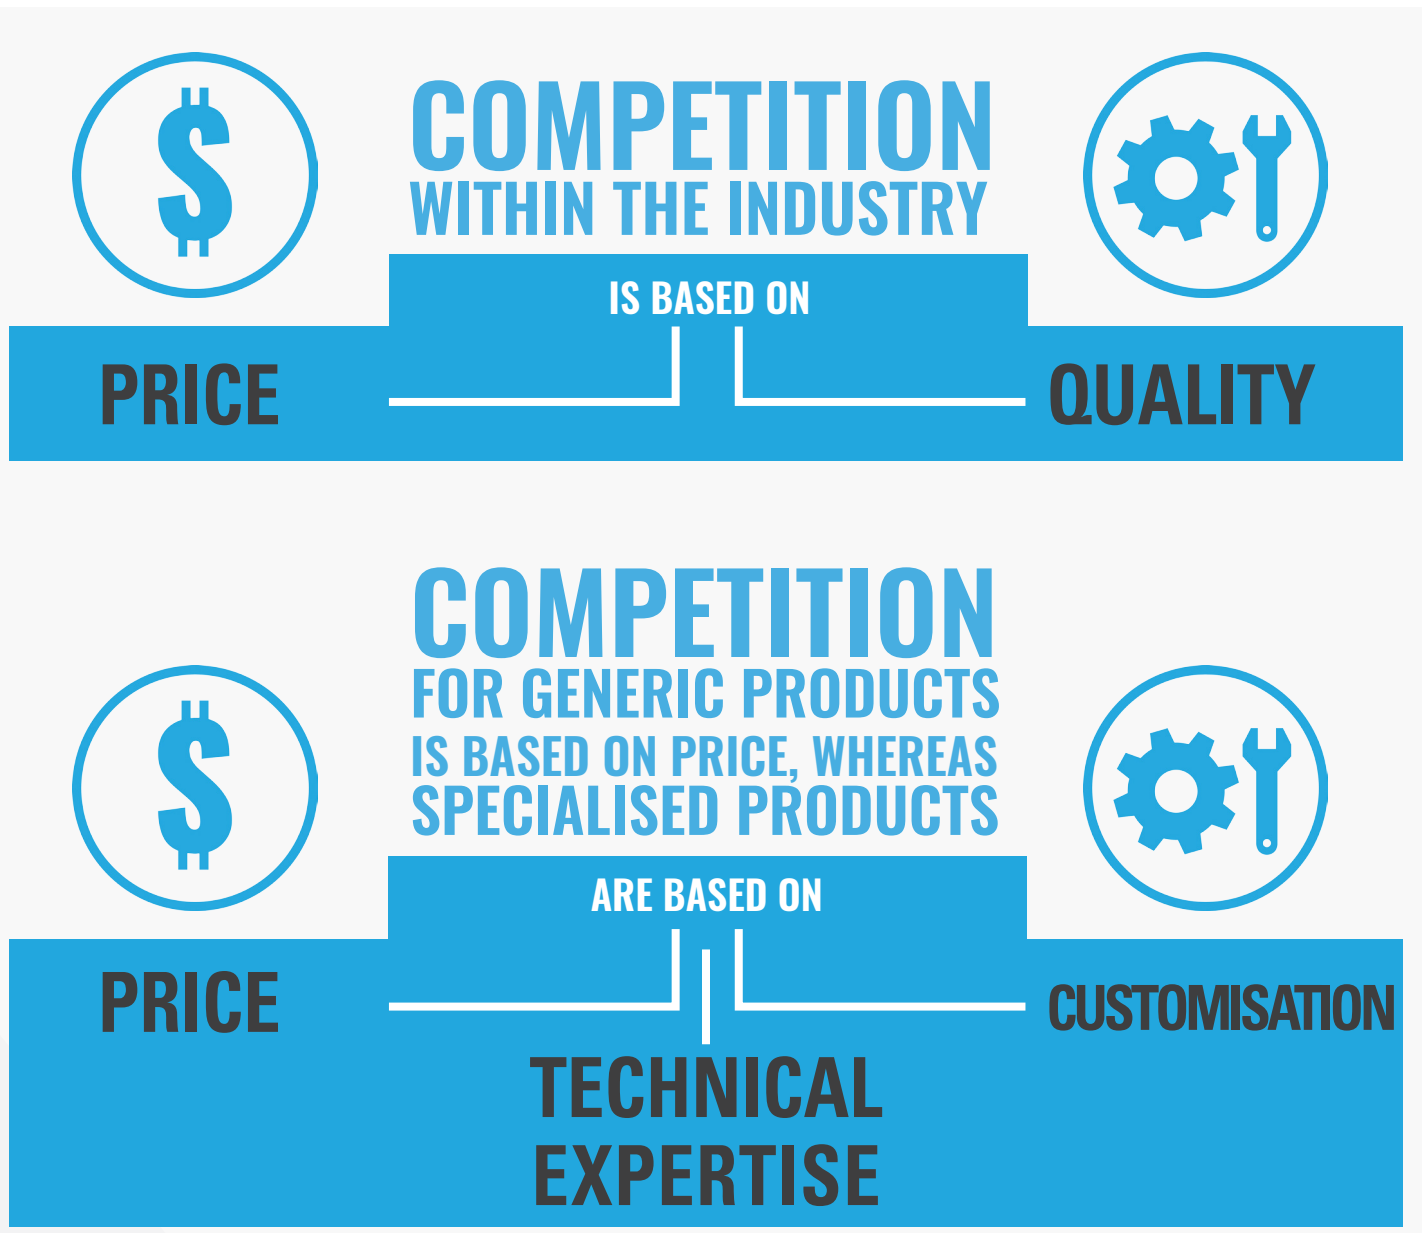 COMPETITION
WITHIN THE INDUSTRY
IS BASED ON
PRICE
QUALITY
COMPETITION
FOR GENERIC PRODUCTS
IS BASED ON PRICE, WHEREAS
SPECIALISED PRODUCTS
ARE BASED ON
PRICE
CUSTOMISATION
TECHNICAL
EXPERTISE